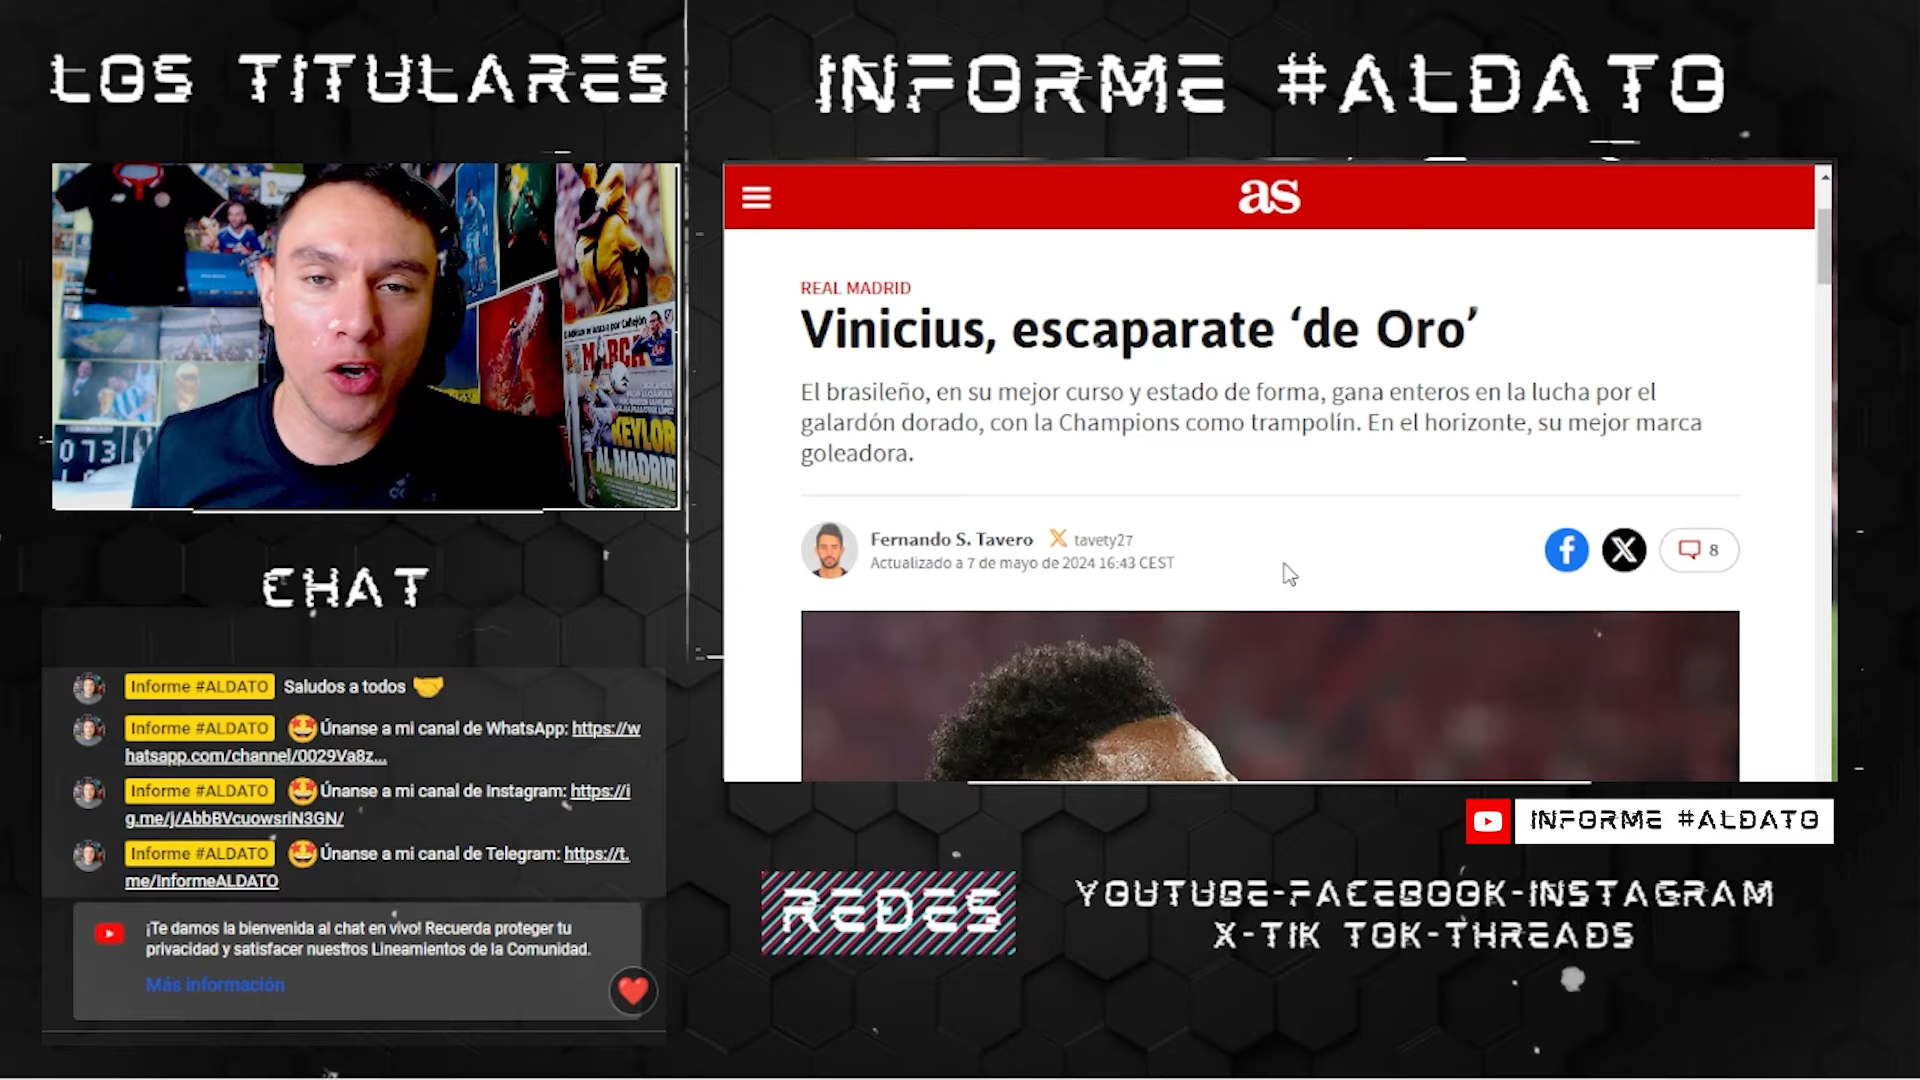 LOS TITULARES
INFORME #ALDATO
MARCA
KEYLOR
AL MADRID
073
as
REAL MADRID
Vinicius, escaparate ‘de Oro’
El brasileño, en su mejor curso y estado de forma, gana enteros en la lucha por el
galardón dorado, con la Champions como trampolín. En el horizonte, su mejor marca
goleadora.
Fernando S. Tavero tavety27
Actualizado a 7 de mayo de 2024 16:43 CEST
8
CHAT
Informe #ALDATO Saludos a todos
Informe #ALDATO Únanse a mi canal de WhatsApp: https://w
hatsapp.com/channel/0029Va8z...
Informe #ALDATO Únanse a mi canal de Instagram: https://i
g.me/j/AbbBVcuowsriN3GN/
Informe #ALDATO Únanse a mi canal de Telegram: https://t.
me/InformeALDATO
¡Te damos la bienvenida al chat en vivo! Recuerda proteger tu
privacidad y satisfacer nuestros Lineamientos de la Comunidad.
Más información
INFORME #ALDATO
REDES
YOUTUBE-FACEBOOK-INSTAGRAM
X-TIK TOK-THREADS